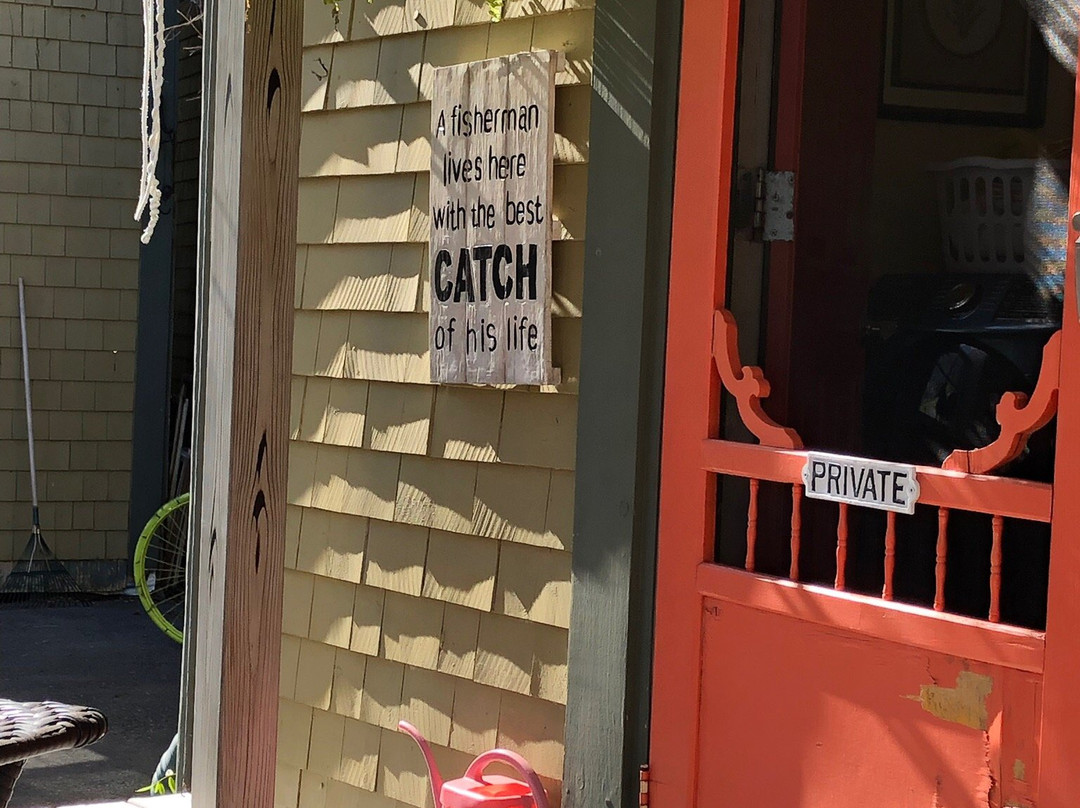 A fisherman
lives here
with the best
CATCH
of his life
PRIVATE